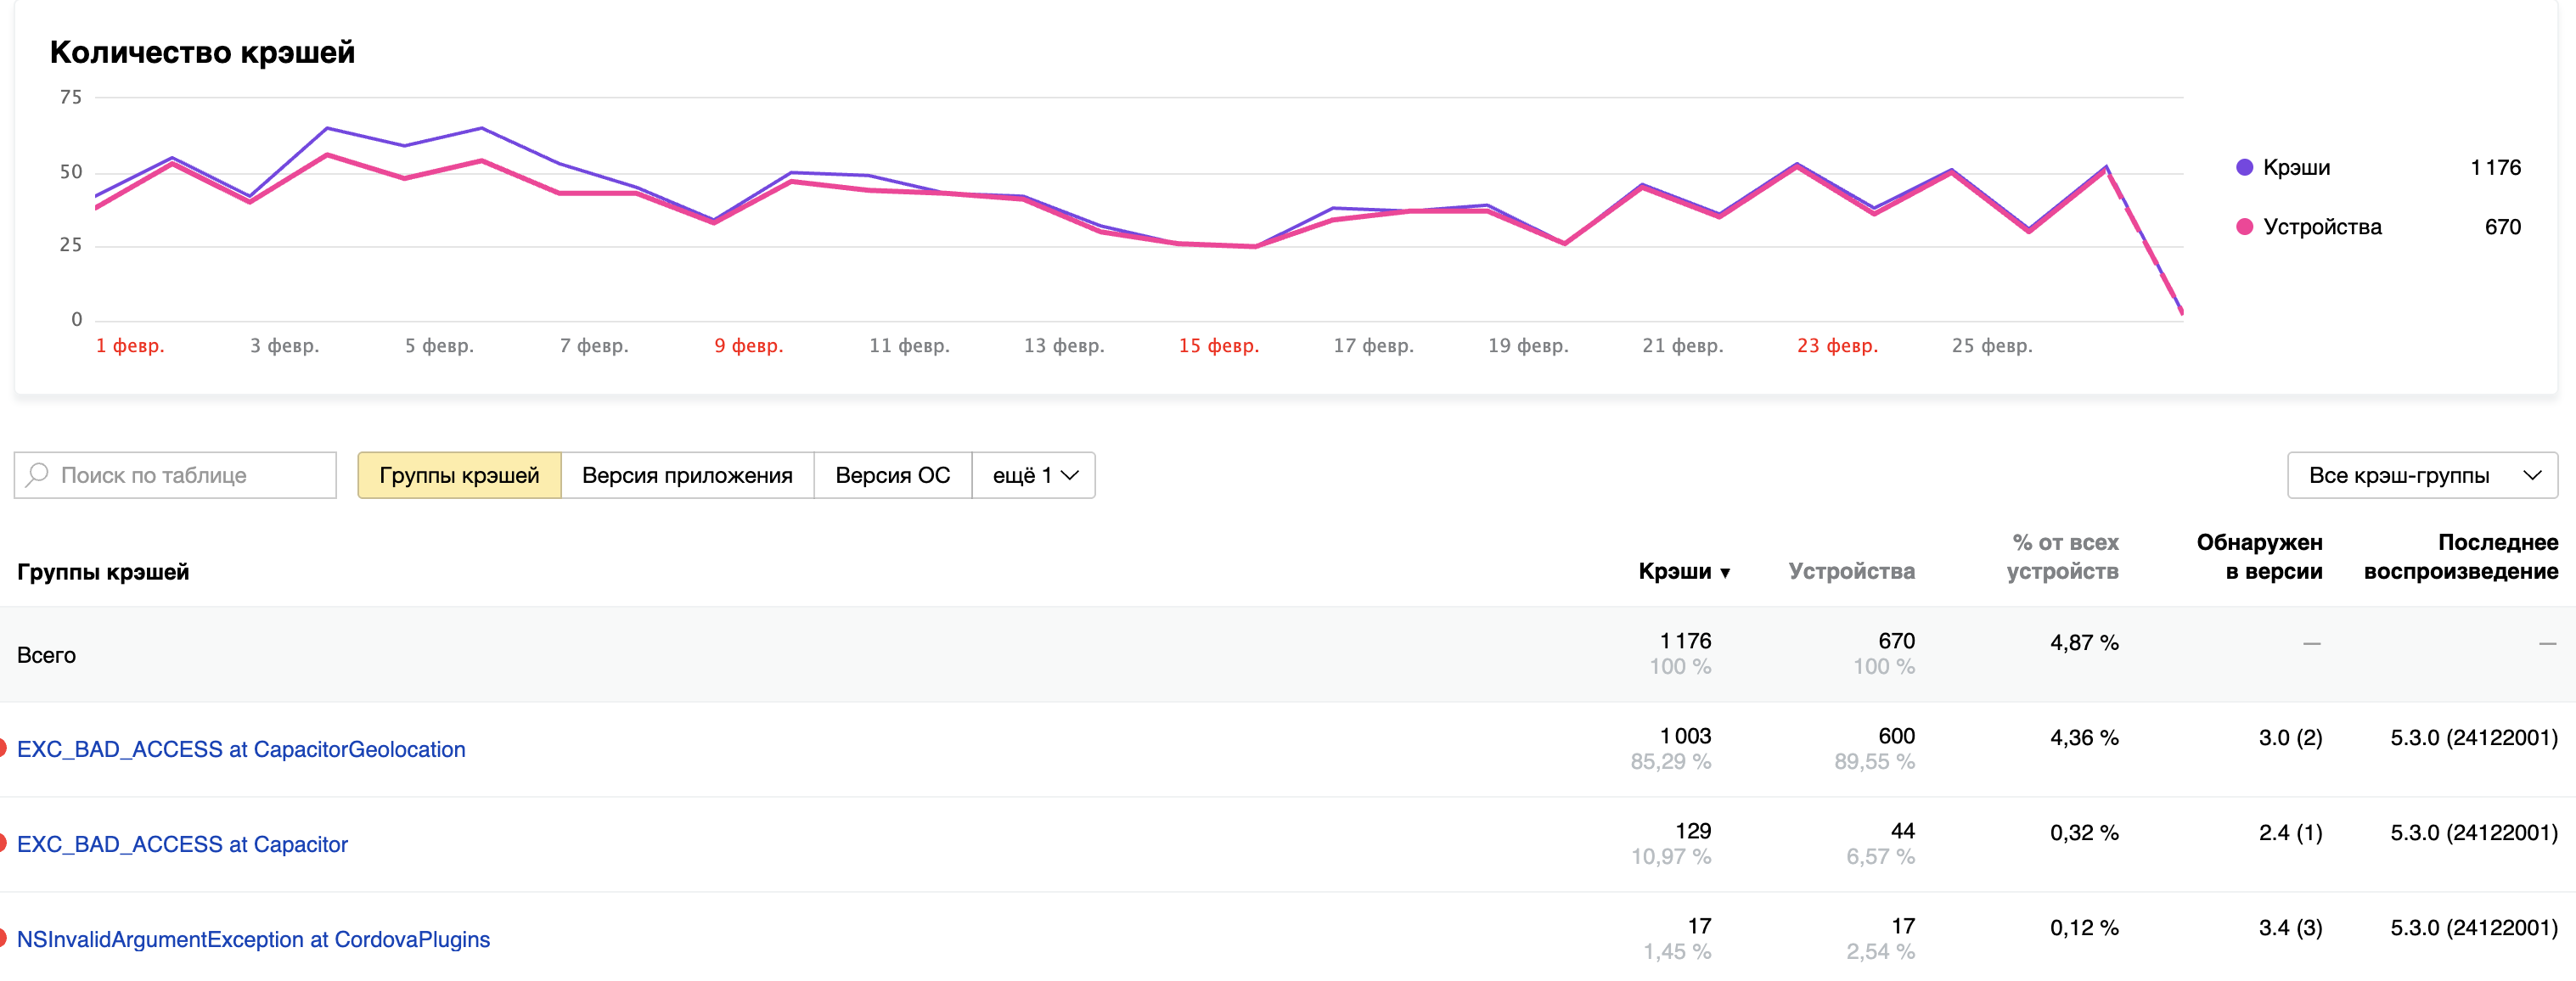 Количество крэшей
75
50
25
0
1 февр. 3 февр. 5 февр. 7 февр. 9 февр. 11 февр. 13 февр. 15 февр. 17 февр. 19 февр. 21 февр. 23 февр. 25 февр.
Крэши 1 176
Устройства 670
Поиск по таблице Группы крэшей Версия приложения Версия ОС ещё 1 Все крэш-группы
Группы крэшей Крэши ▼ Устройства % от всех устройств Обнаружен в версии Последнее воспроизведение
Всего 1 176 670 4,87 % — —
100 % 100 %
EXC_BAD_ACCESS at CapacitorGeolocation 1 003 600 4,36 % 3.0 (2) 5.3.0 (24122001)
85,29 % 89,55 %
EXC_BAD_ACCESS at Capacitor 129 44 0,32 % 2.4 (1) 5.3.0 (24122001)
10,97 % 6,57 %
NSInvalidArgumentException at CordovaPlugins 17 17 0,12 % 3.4 (3) 5.3.0 (24122001)
1,45 % 2,54 %